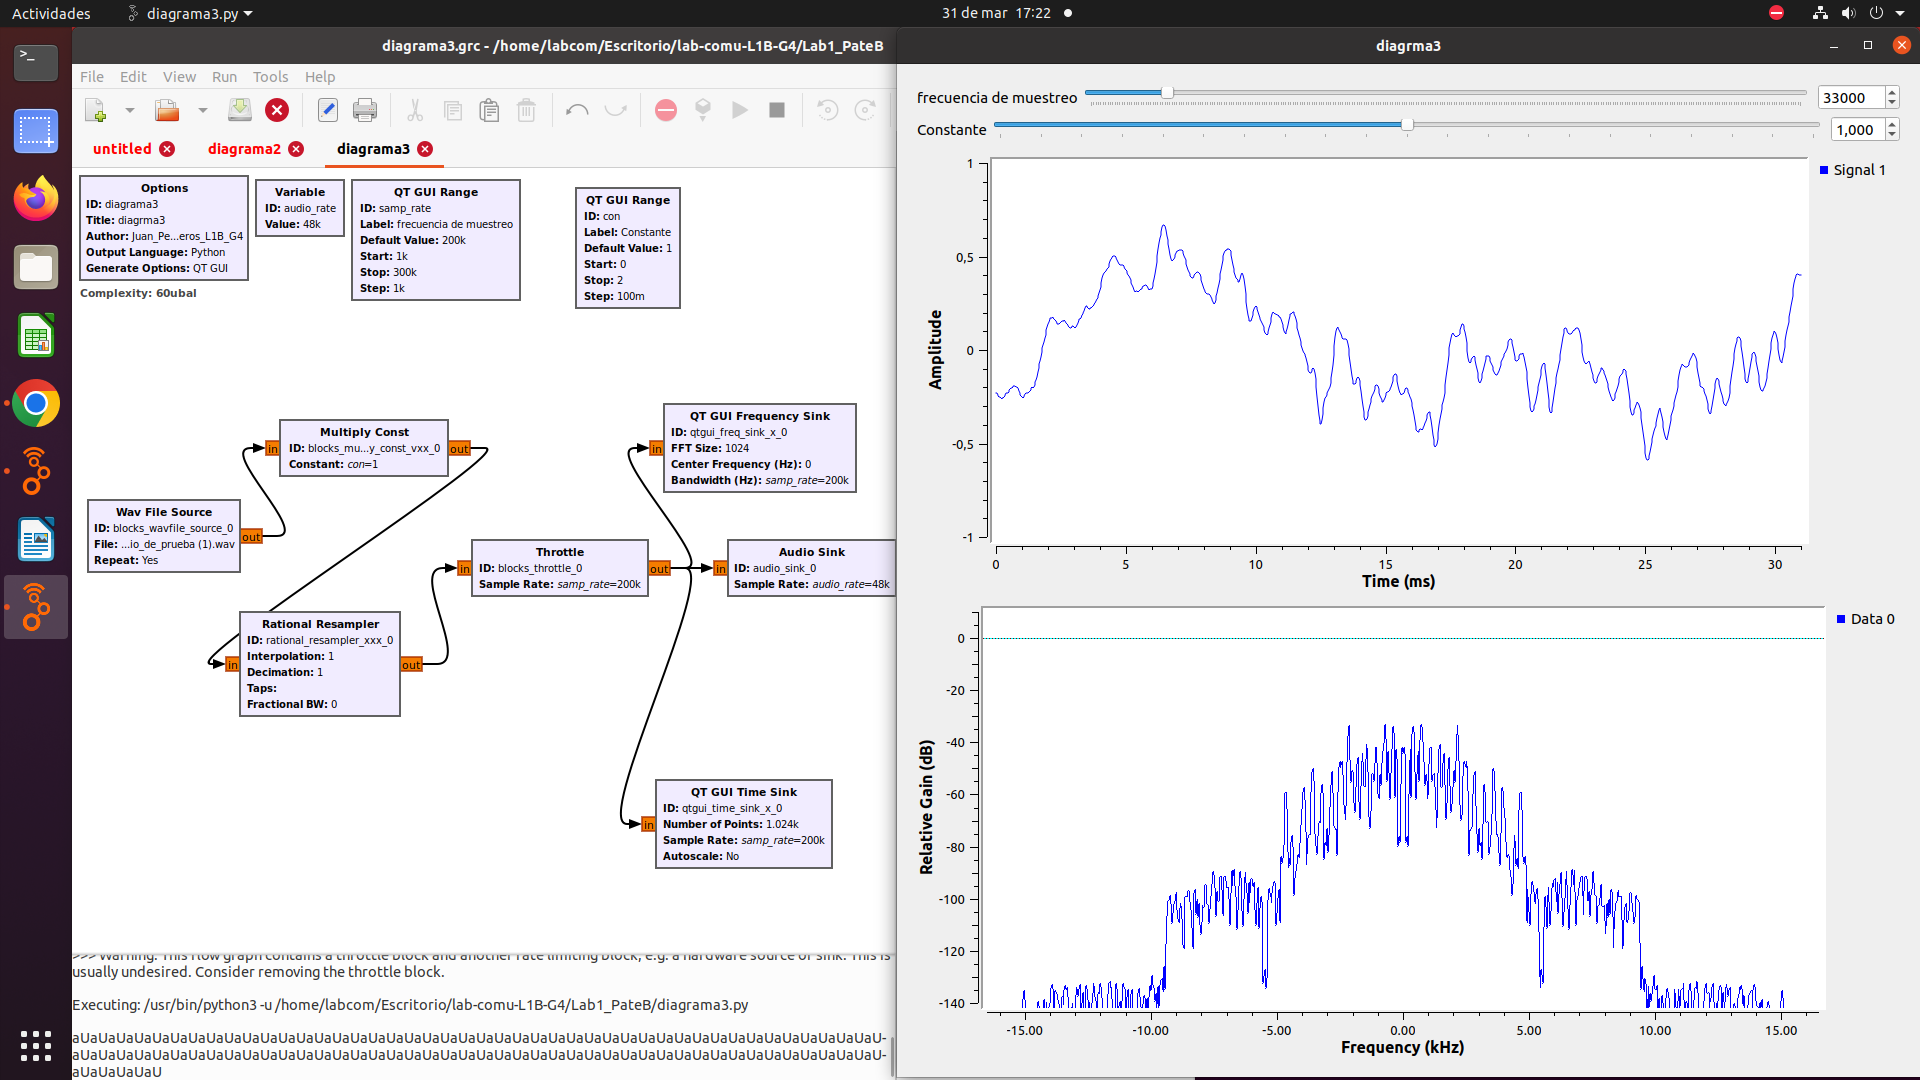 Actividades
diagrama3.py
31 de mar 17:22
diagrama3.grc - /home/labcom/Escritorio/lab-comu-L1B-G4/Lab1_PateB
File Edit View Run Tools Help
untitled
diagrama2
diagrama3
Options
ID: diagrama3
Title: diagrma3
Author: Juan_Pe...eros_L1B_G4
Output Language: Python
Generate Options: QT GUI
Complexity: 60ubal
Variable
ID: audio_rate
Value: 48k
QT GUI Range
ID: samp_rate
Label: frecuencia de muestreo
Default Value: 200k
Start: 1k
Stop: 300k
Step: 1k
QT GUI Range
ID: con
Label: Constante
Default Value: 1
Start: 0
Stop: 2
Step: 100m
Multiply Const
ID: blocks_mu...y_const_vxx_0
Constant: con=1
in
out
Wav File Source
ID: blocks_wavfile_source_0
File: ...io_de_prueba (1).wav
Repeat: Yes
out
Rational Resampler
ID: rational_resampler_xxx_0
Interpolation: 1
Decimation: 1
Taps:
Fractional BW: 0
in
out
Throttle
ID: blocks_throttle_0
Sample Rate: samp_rate=200k
in
out
QT GUI Frequency Sink
ID: qtgui_freq_sink_x_0
FFT Size: 1024
Center Frequency (Hz): 0
Bandwidth (Hz): samp_rate=200k
in
Audio Sink
ID: audio_sink_0
Sample Rate: audio_rate=48k
in
QT GUI Time Sink
ID: qtgui_time_sink_x_0
Number of Points: 1.024k
Sample Rate: samp_rate=200k
Autoscale: No
in
>>> Warning: This flow graph contains a throttle block and another rate limiting block, e.g. a hardware source or sink. This is
usually undesired. Consider removing the throttle block.
Executing: /usr/bin/python3 -u /home/labcom/Escritorio/lab-comu-L1B-G4/Lab1_PateB/diagrama3.py
aUaUaUaUaUaUaUaUaUaUaUaUaUaUaUaUaUaUaUaUaUaUaUaUaUaUaUaUaUaUaUaUaUaUaUaUaUaUaUaUaUaUaUaUaU-
aUaUaUaUaUaUaUaUaUaUaUaUaUaUaUaUaUaUaUaUaUaUaUaUaUaUaUaUaUaUaUaUaUaUaUaUaUaUaUaUaUaUaUaUaU-
aUaUaUaUaU
diagrma3
frecuencia de muestreo
33000
Constante
1,000
1
0,5
0
-0,5
-1
Amplitude
0 5 10 15 20 25 30
Time (ms)
Signal 1
0
-20
-40
-60
-80
-100
-120
-140
Relative Gain (dB)
-15.00 -10.00 -5.00 0.00 5.00 10.00 15.00
Frequency (kHz)
Data 0